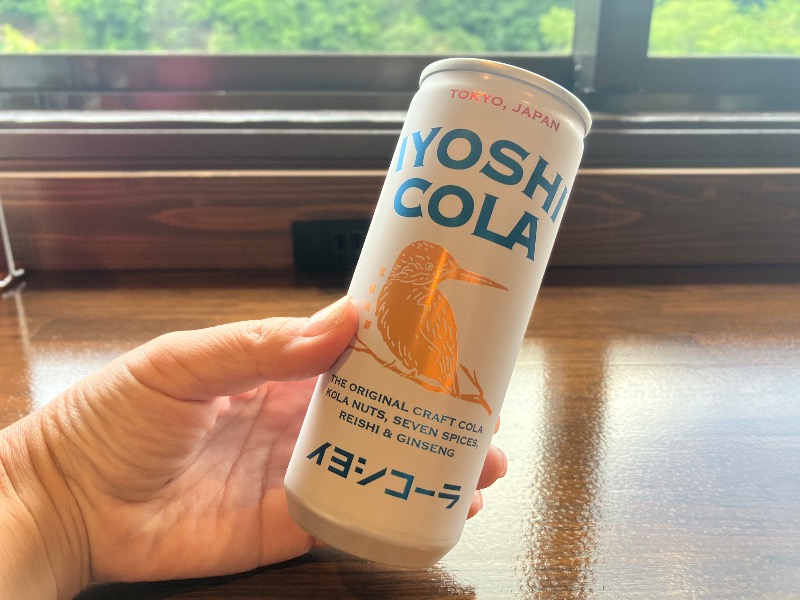 TOKYO, JAPAN
IYOSHI
COLA
THE ORIGINAL CRAFT COLA
KOLA NUTS, SEVEN SPICES,
REISHI & GINSENG
イヨシコーラ